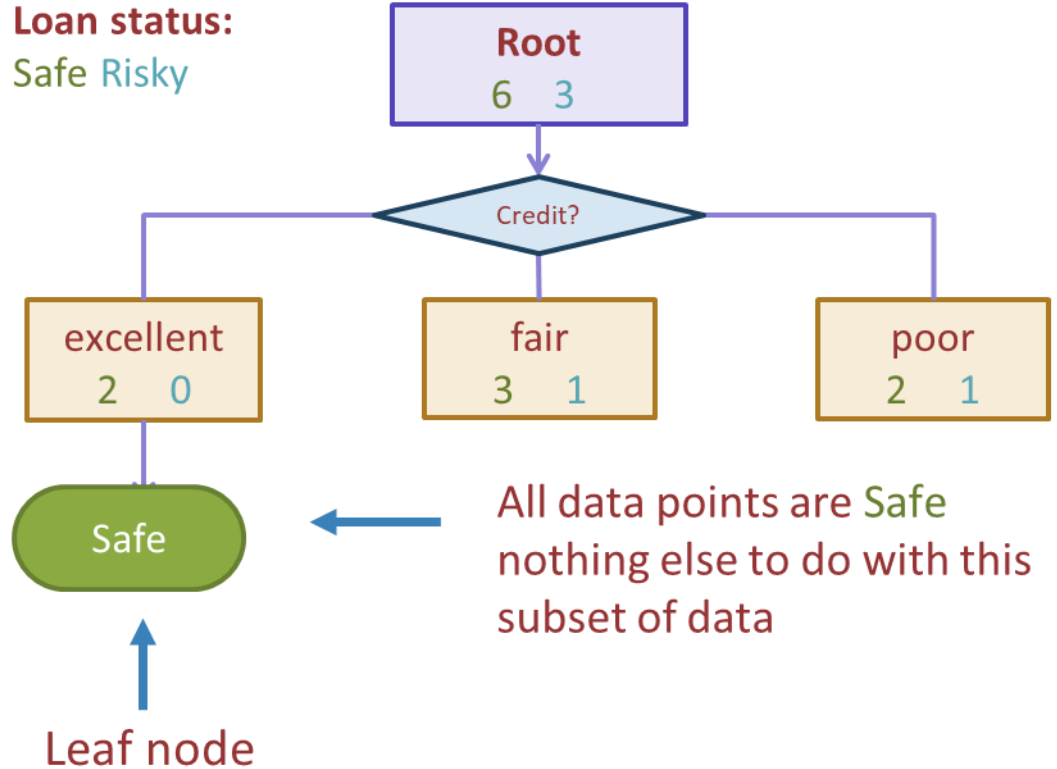 Loan status:
Safe Risky
Root
6 3
Credit?
excellent
2 0
fair
3 1
poor
2 1
Safe
All data points are Safe
nothing else to do with this
subset of data
Leaf node